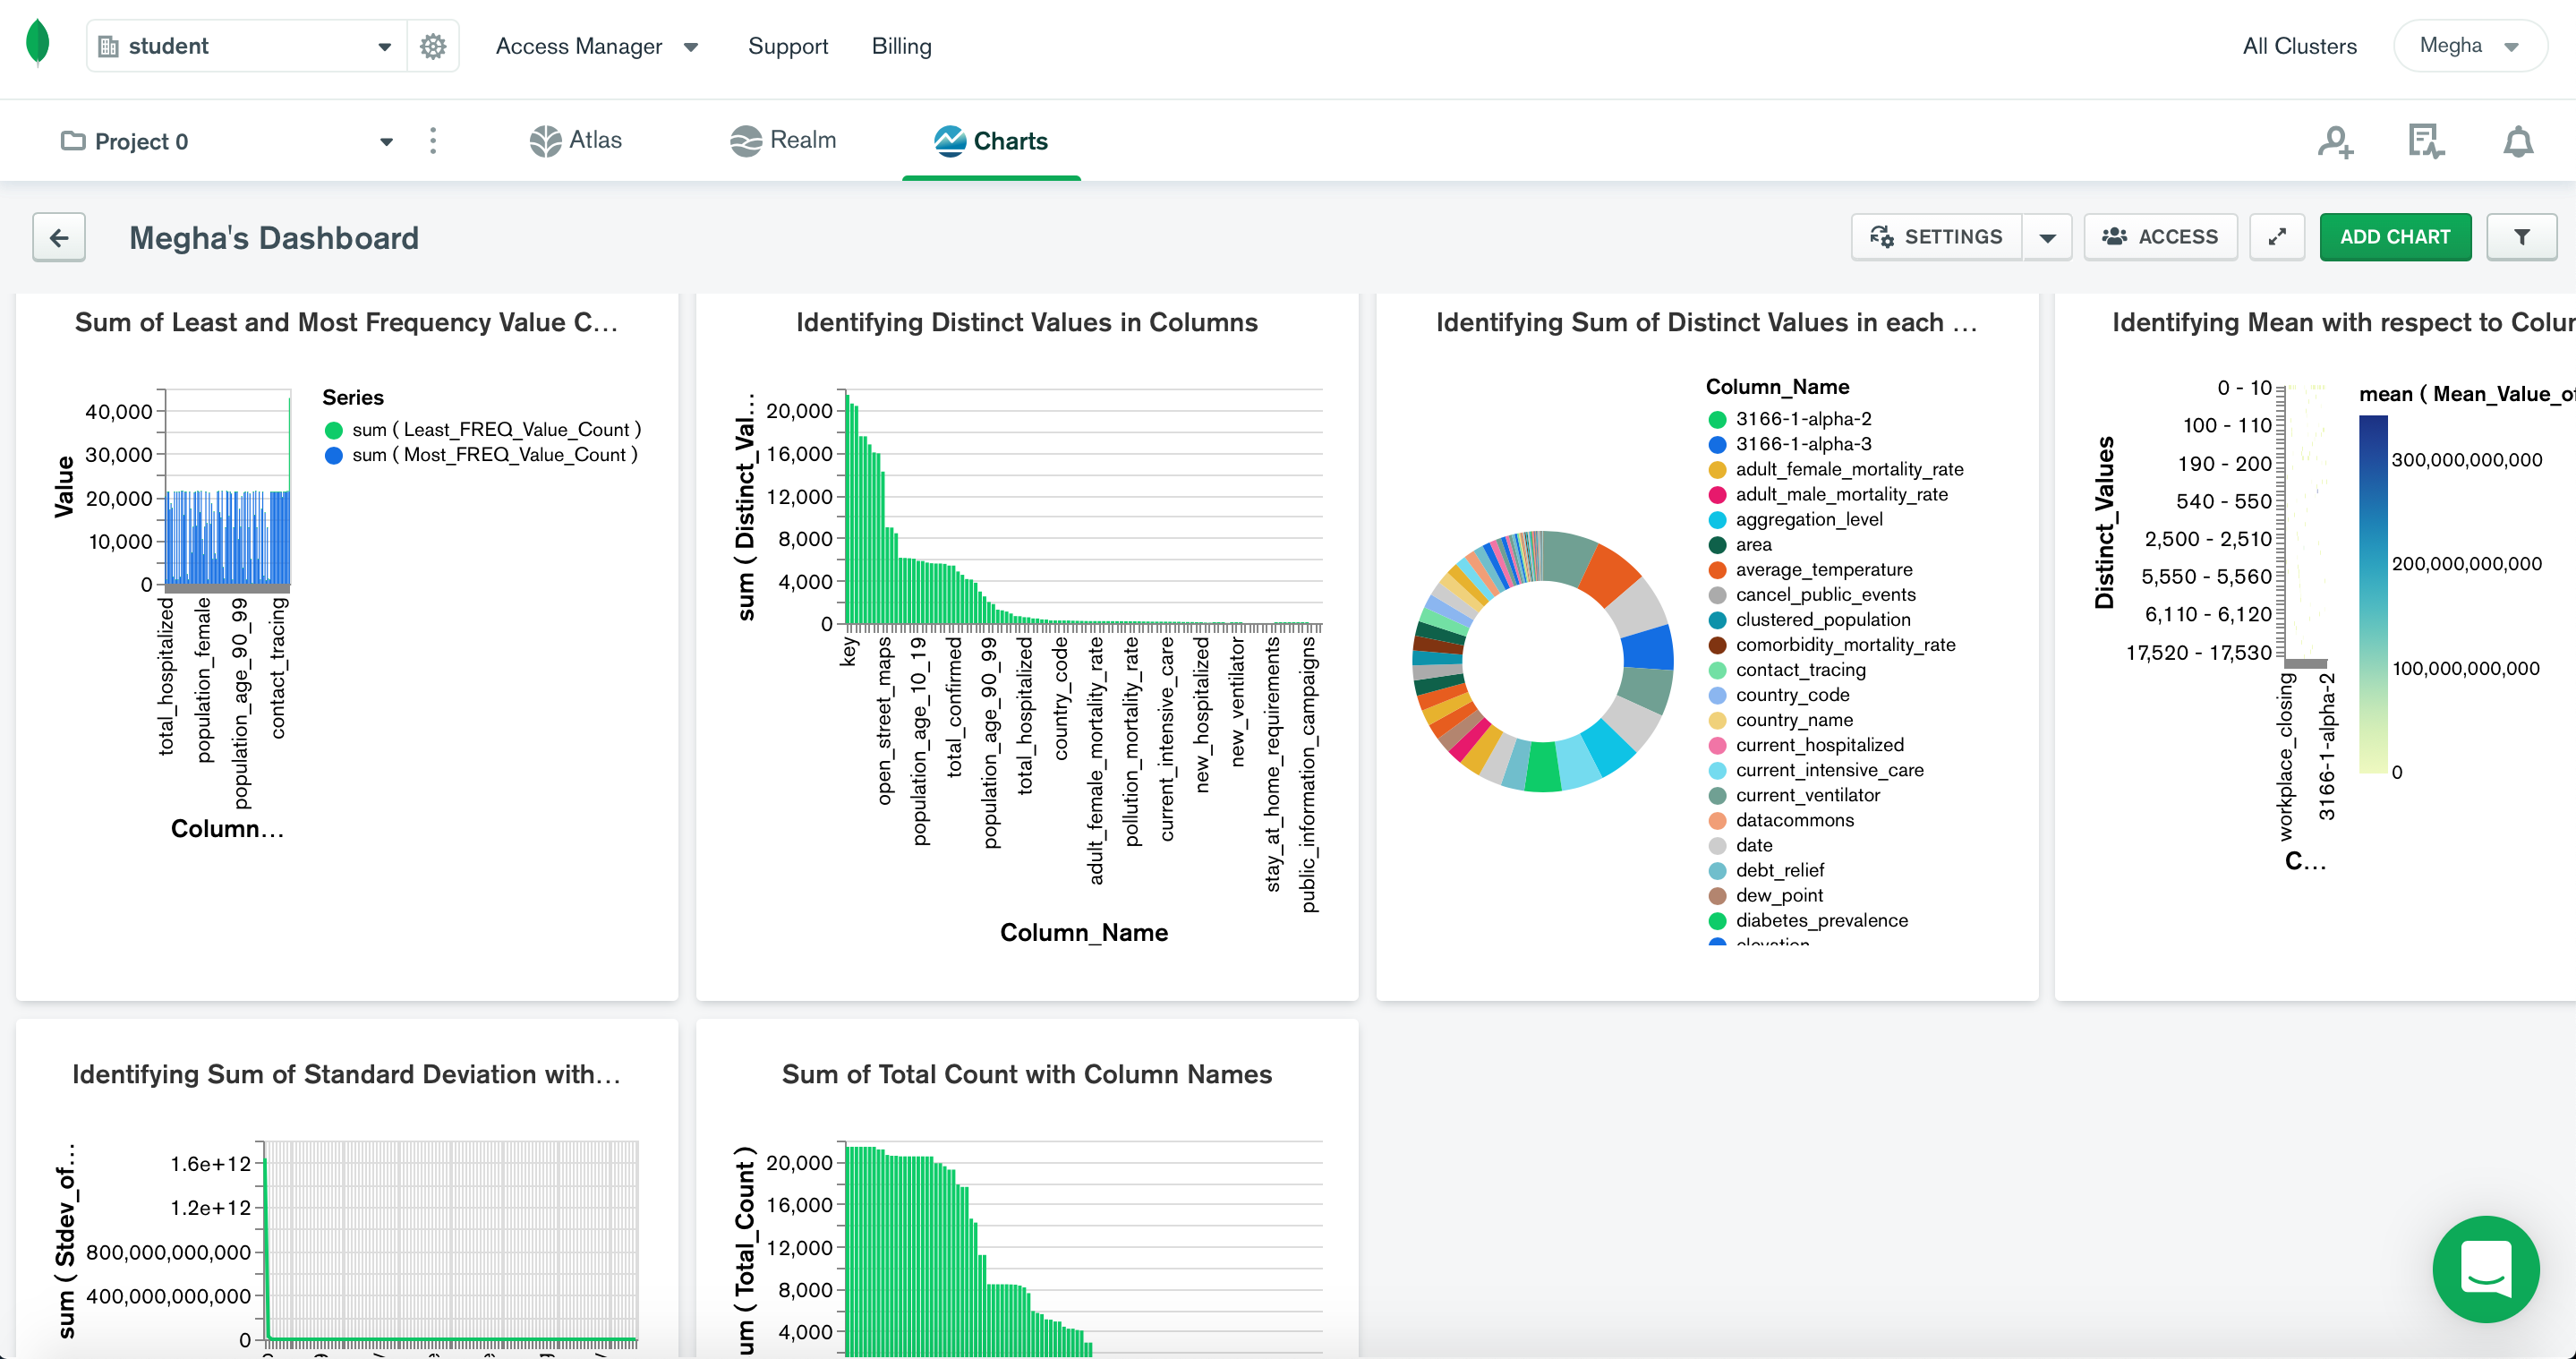 student
Access Manager
Support
Billing
All Clusters
Megha
Project 0
Atlas
Realm
Charts
Megha's Dashboard
SETTINGS
ACCESS
ADD CHART
Sum of Least and Most Frequency Value C...
Value
40,000
30,000
20,000
10,000
0
total_hospitalized
population_female
population_age_90_99
contact_tracing
Column...
Series
sum ( Least_FREQ_Value_Count )
sum ( Most_FREQ_Value_Count )
Identifying Distinct Values in Columns
sum ( Distinct_Val...
20,000
16,000
12,000
8,000
4,000
0
key
open_street_maps
population_age_10_19
total_confirmed
population_age_90_99
total_hospitalized
country_code
adult_female_mortality_rate
pollution_mortality_rate
current_intensive_care
new_hospitalized
new_ventilator
stay_at_home_requirements
public_information_campaigns
Column_Name
Identifying Sum of Distinct Values in each ...
Column_Name
3166-1-alpha-2
3166-1-alpha-3
adult_female_mortality_rate
adult_male_mortality_rate
aggregation_level
area
average_temperature
cancel_public_events
clustered_population
comorbidity_mortality_rate
contact_tracing
country_code
country_name
current_hospitalized
current_intensive_care
current_ventilator
datacommons
date
debt_relief
dew_point
diabetes_prevalence
elevation
Identifying Mean with respect to Colum
Distinct_Values
0 - 10
100 - 110
190 - 200
540 - 550
2,500 - 2,510
5,550 - 5,560
6,110 - 6,120
17,520 - 17,530
workplace_closing
3166-1-alpha-2
C...
mean ( Mean_Value_of
300,000,000,000
200,000,000,000
100,000,000,000
0
Identifying Sum of Standard Deviation with...
sum ( Stdev_of...
1.6e+12
1.2e+12
800,000,000,000
400,000,000,000
0
Sum of Total Count with Column Names
um ( Total_Count )
20,000
16,000
12,000
8,000
4,000